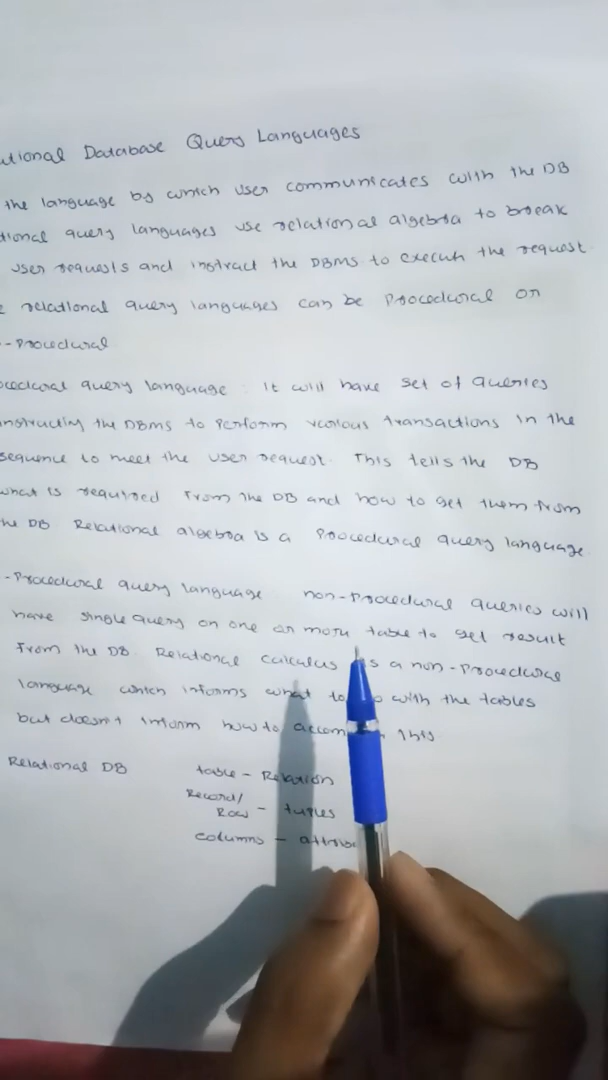 ational Database Query Languages
the language by which user communicates with the DB
tional query languages use relational algebra to break
user requests and instruct the DBMS to execute the request
relational query languages can be Procedural or
-Procedural
ocedural query language : it will have set of queries
instructing the DBMS to perform various transactions in the
sequence to meet the user request. This tells the DB
what is required from the DB and how to get them from
the DB Relational algebra is a procedural query language.
-Procedural query language non-Procedural queries will
have single query on one or more table to get result
From the DB. Relational calculus is a non-Procedural
language which informs what to with the tables
but doesn't inform how to this
Relational DB table - Relation
Record/
Row - tuples
columns - attribu